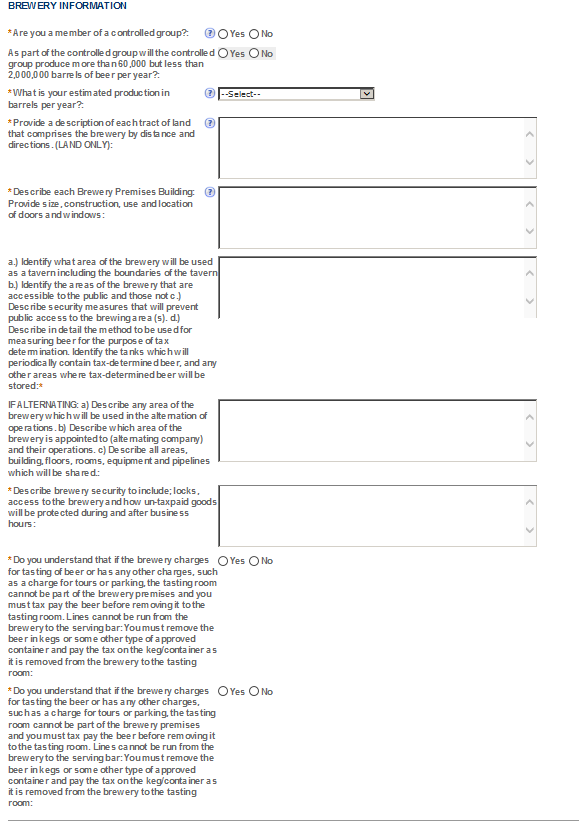 BREWERY INFORMATION
*Are you a member of a controlled group?: ? Yes No
As part of the controlled group will the controlled Yes No
group produce more than 60,000 but less than
2,000,000 barrels of beer per year?:
*What is your estimated production in ? --Select--
barrels per year?:
*Provide a description of each tract of land ?
that comprises the brewery by distance and
directions. (LAND ONLY):
*Describe each Brewery Premises Building: ?
Provide size, construction, use and location
of doors and windows:
a.) Identify what area of the brewery will be used
as a tavern including the boundaries of the tavern
b.) Identify the areas of the brewery that are
accessible to the public and those not c.)
Describe security measures that will prevent
public access to the brewing area(s). d.)
Describe in detail the method to be used for
measuring beer for the purpose of tax
determination. Identify the tanks which will
periodically contain tax-determined beer, and any
other areas where tax-determined beer will be
stored:*
IF ALTERNATING: a) Describe any area of the
brewery which will be used in the alternation of
operations. b) Describe which area of the
brewery is appointed to (alternating company)
and their operations. c) Describe all areas,
building, floors, rooms, equipment and pipelines
which will be shared.:
*Describe brewery security to include; locks,
access to the brewery and how un-taxpaid goods
will be protected during and after business
hours:
*Do you understand that if the brewery charges Yes No
for tasting of beer or has any other charges, such
as a charge for tours or parking, the tasting room
cannot be part of the brewery premises and you
must tax pay the beer before removing it to the
tasting room. Lines cannot be run from the
brewery to the serving bar: You must remove the
beer in kegs or some other type of approved
container and pay the tax on the keg/container as
it is removed from the brewery to the tasting
room:
*Do you understand that if the brewery charges Yes No
for tasting the beer or has any other charges,
such as a charge for tours or parking, the tasting
room cannot be part of the brewery premises
and you must tax pay the beer before removing it
to the tasting room. Lines cannot be run from the
brewery to the serving bar: You must remove the
beer in kegs or some other type of approved
container and pay the tax on the keg/container as
it is removed from the brewery to the tasting
room: